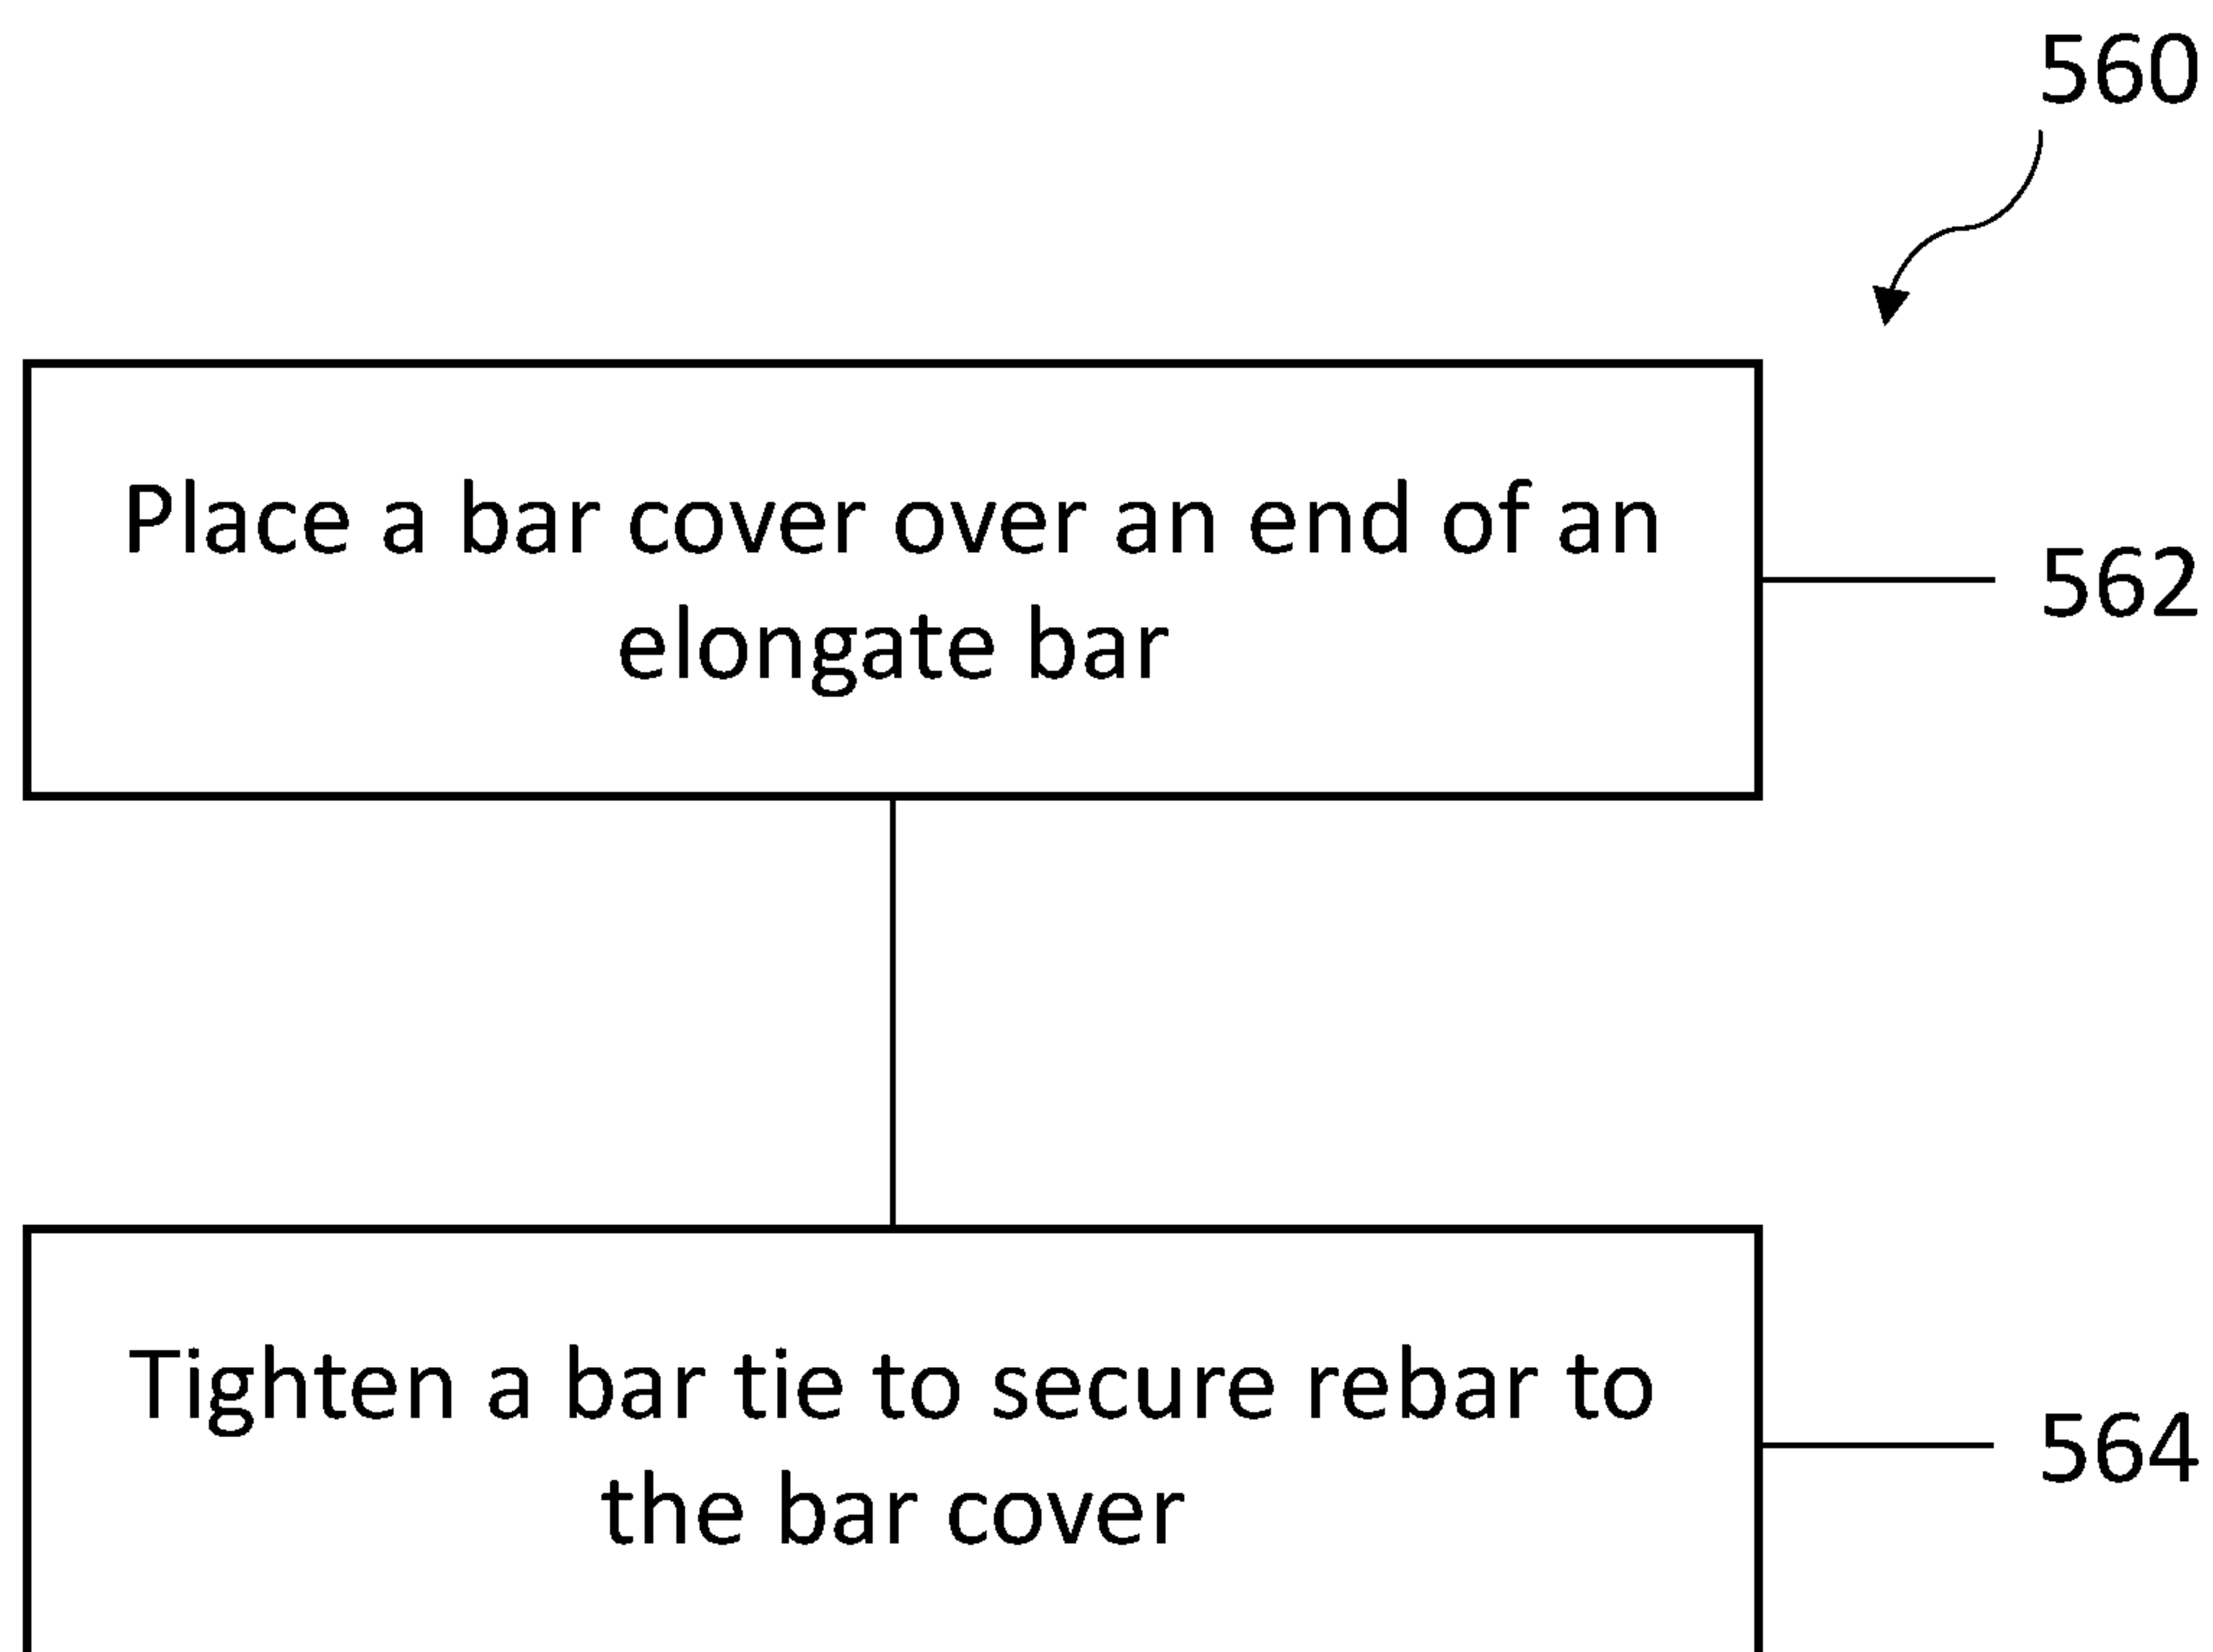 560
Place a bar cover over an end of an
elongate bar
562
Tighten a bar tie to secure rebar to
the bar cover
564